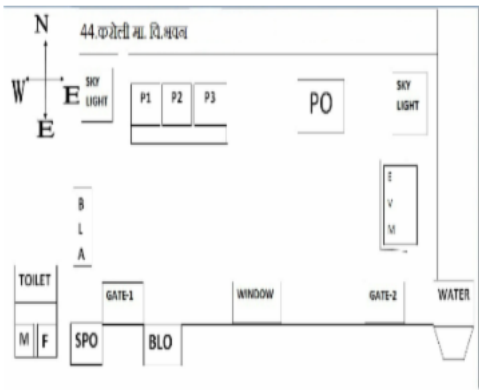 N
44.करोली मा. वि.भवन
W E
E
SKY LIGHT
P1 P2 P3
PO
SKY LIGHT
E V M
B L A
TOILET
GATE-1
WINDOW
GATE-2
WATER
M F
SPO
BLO